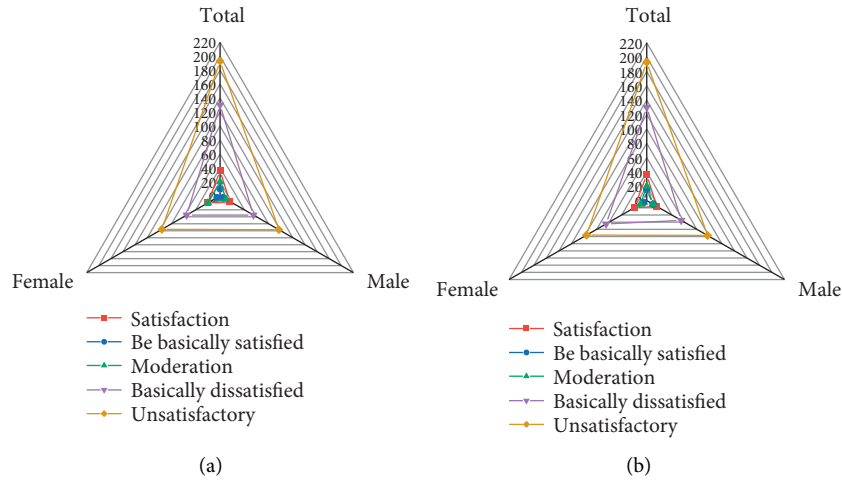 Total
220
200
180
160
140
120
100
80
60
40
20
Female
Male
Satisfaction
Be basically satisfied
Moderation
Basically dissatisfied
Unsatisfactory
(a)
Total
220
200
180
160
140
120
100
80
60
40
20
Female
Male
Satisfaction
Be basically satisfied
Moderation
Basically dissatisfied
Unsatisfactory
(b)